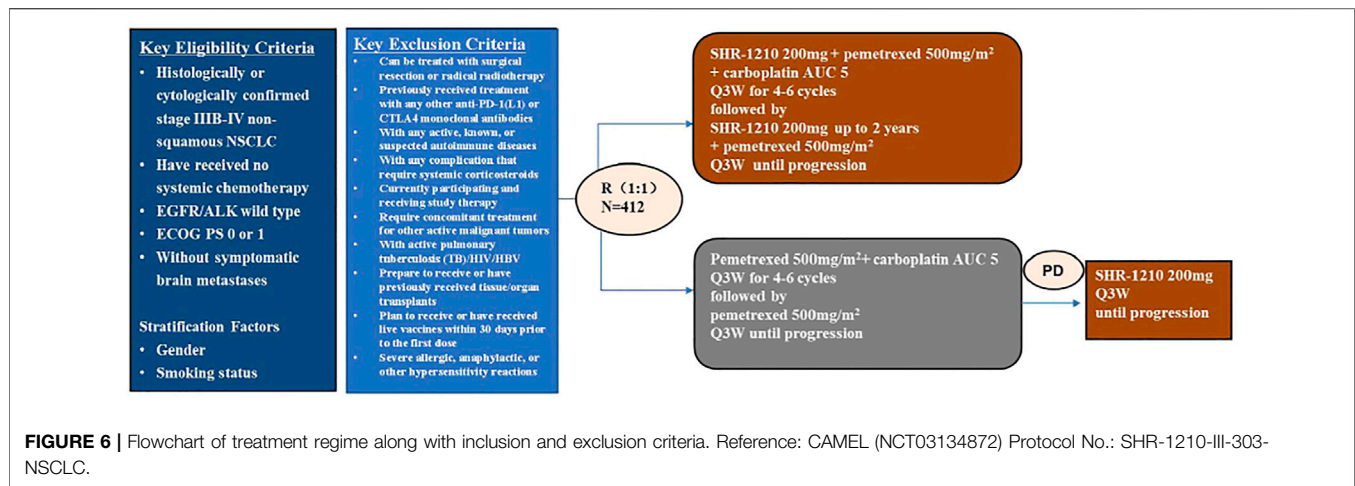 Key Eligibility Criteria
• Histologically or
cytologically confirmed
stage IIIB-IV non-
squamous NSCLC
• Have received no
systemic chemotherapy
• EGFR/ALK wild type
• ECOG PS 0 or 1
• Without symptomatic
brain metastases
Stratification Factors
• Gender
• Smoking status
Key Exclusion Criteria
• Can be treated with surgical
resection or radical radiotherapy
• Previously received treatment
with any other anti-PD-1(L1) or
CTLA4 monoclonal antibodies
• With any active, known, or
suspected autoimmune diseases
• With any complication that
require systemic corticosteroids
• Currently participating and
receiving study therapy
• Require concomitant treatment
for other active malignant tumors
• With active pulmonary
tuberculosis (TB)/HIV/HBV
• Prepare to receive or have
previously received tissue/organ
transplants
• Plan to receive or have received
live vaccines within 30 days prior
to the first dose
• Severe allergic, anaphylactic, or
other hypersensitivity reactions
R（1:1）
N=412
SHR-1210 200mg + pemetrexed 500mg/m²
+ carboplatin AUC 5
Q3W for 4-6 cycles
followed by
SHR-1210 200mg up to 2 years
+ pemetrexed 500mg/m²
Q3W until progression
Pemetrexed 500mg/m²+ carboplatin AUC 5
Q3W for 4-6 cycles
followed by
pemetrexed 500mg/m²
Q3W until progression
PD
SHR-1210 200mg
Q3W
until progression
FIGURE 6 | Flowchart of treatment regime along with inclusion and exclusion criteria. Reference: CAMEL (NCT03134872) Protocol No.: SHR-1210-III-303-
NSCLC.